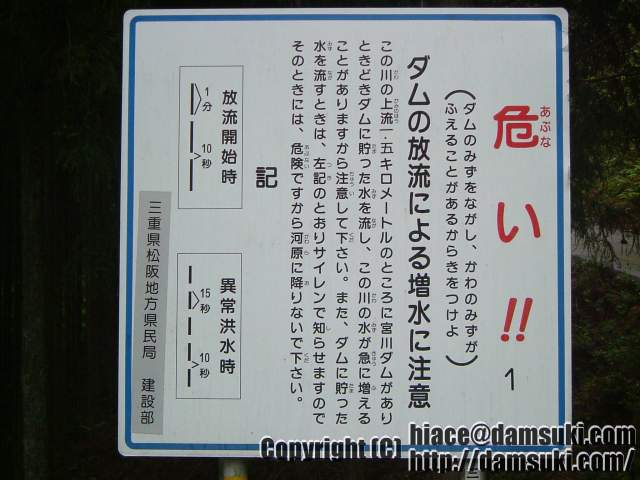 危い!!
あぶな
1
(ダムのみずをながし、かわのみずが
ふえることがあるからきをつけよ)
ダムの放流による増水に注意
この川の上流一・五キロメートルのところに宮川ダムがあり
ときどきダムに貯った水を流し、この川の水が急に増える
ことがありますから注意して下さい。また、ダムに貯った
水を流すときは、左記のとおりサイレンで知らせますので
そのときには、危険ですから河原に降りないで下さい。
記
放流開始時
1分
10秒
異常洪水時
15秒
10秒
三重県松阪地方県民局 建設部
Copyright (C) hiace@damsuki.com
http://damsuki.com/